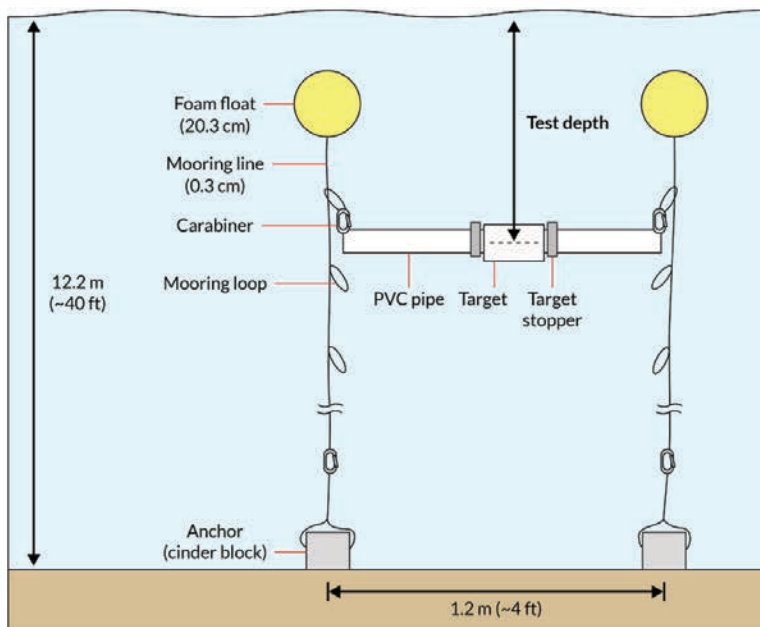 Foam float
(20.3 cm)
Test depth
Mooring line
(0.3 cm)
Carabiner
12.2 m
(~40 ft)
Mooring loop
PVC pipe
Target
Target
stopper
Anchor
(cinder block)
1.2 m (~4 ft)